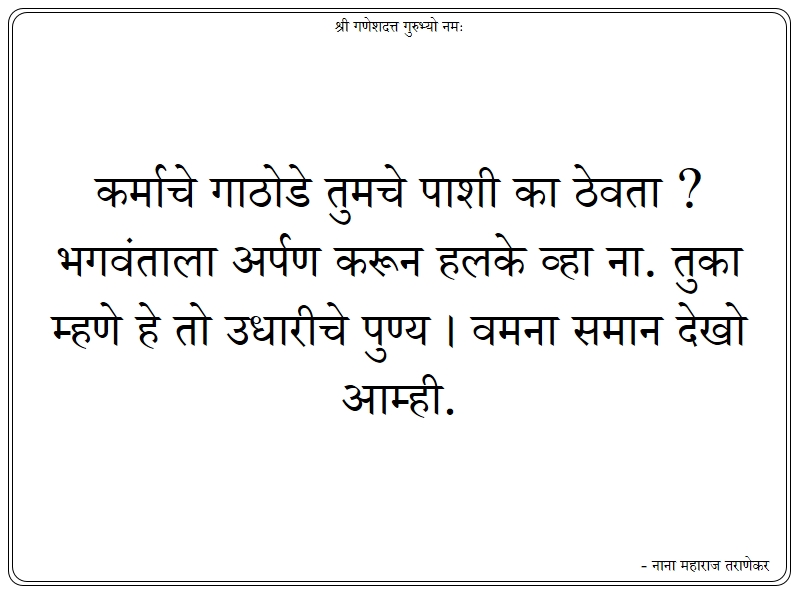 श्री गणेशदत्त गुरुभ्यो नमः
कर्माचे गाठोडे तुमचे पाशी का ठेवता ?
भगवंताला अर्पण करून हलके व्हा ना. तुका
म्हणे हे तो उधारीचे पुण्य । वमना समान देखो
आम्ही.
- नाना महाराज तराणेकर